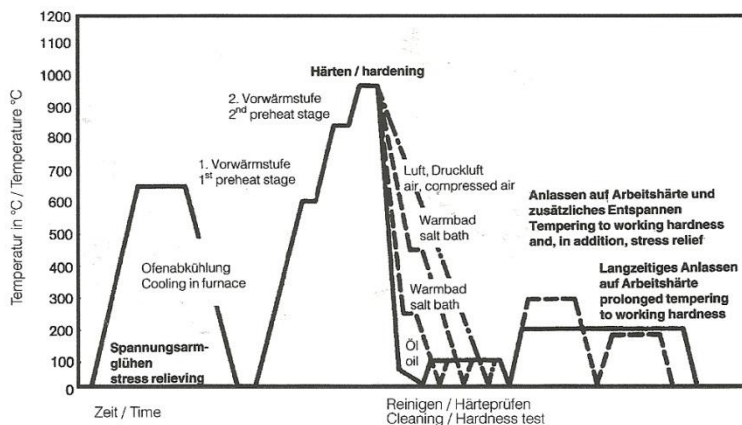 Temperatur in °C / Temperature °C
1200
1100
1000
900
800
700
600
500
400
300
200
100
0
Härten / hardening
2. Vorwärmstufe
2nd preheat stage
1. Vorwärmstufe
1st preheat stage
Luft, Druckluft
air, compressed air
Warmbad
salt bath
Anlassen auf Arbeitshärte und
zusätzliches Entspannen
Tempering to working hardness
and, in addition, stress relief
Ofenabkühlung
Cooling in furnace
Warmbad
salt bath
Langzeitiges Anlassen
auf Arbeitshärte
prolonged tempering
to working hardness
Spannungsarm-
glühen
stress relieving
Öl
oil
Zeit / Time
Reinigen / Härteprüfen
Cleaning / Hardness test